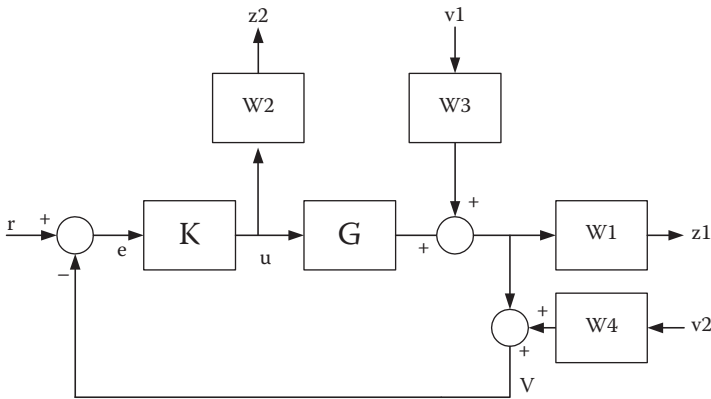 z2
v1
W2
W3
r
+
−
e
K
u
G
+
+
W1
z1
+
+
W4
v2
V